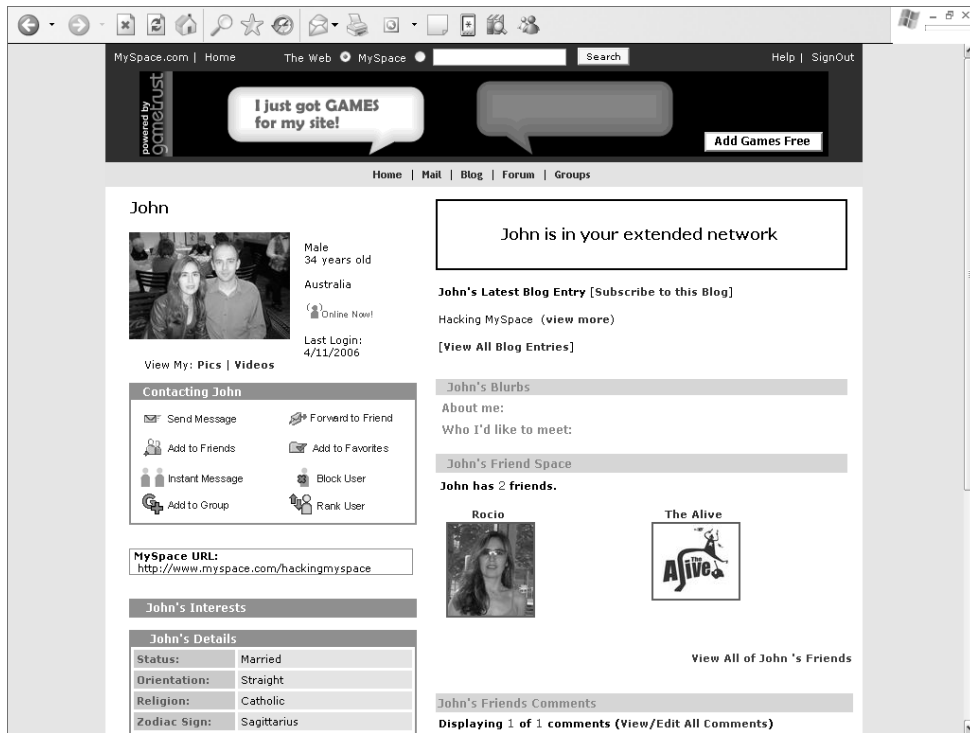 MySpace.com | Home The Web MySpace Search Help | SignOut
powered by
gametrust
I just got GAMES
for my site!
Add Games Free
Home | Mail | Blog | Forum | Groups
John
Male
34 years old
Australia
Online Now!
Last Login:
4/11/2006
View My: Pics | Videos
Contacting John
Send Message Forward to Friend
Add to Friends Add to Favorites
Instant Message Block User
Add to Group Rank User
MySpace URL:
http://www.myspace.com/hackingmyspace
John's Interests
John's Details
Status: Married
Orientation: Straight
Religion: Catholic
Zodiac Sign: Sagittarius
John is in your extended network
John's Latest Blog Entry [Subscribe to this Blog]
Hacking MySpace (view more)
[View All Blog Entries]
John's Blurbs
About me:
Who I'd like to meet:
John's Friend Space
John has 2 friends.
Rocio The Alive
The
Alive
View All of John 's Friends
John's Friends Comments
Displaying 1 of 1 comments (View/Edit All Comments)